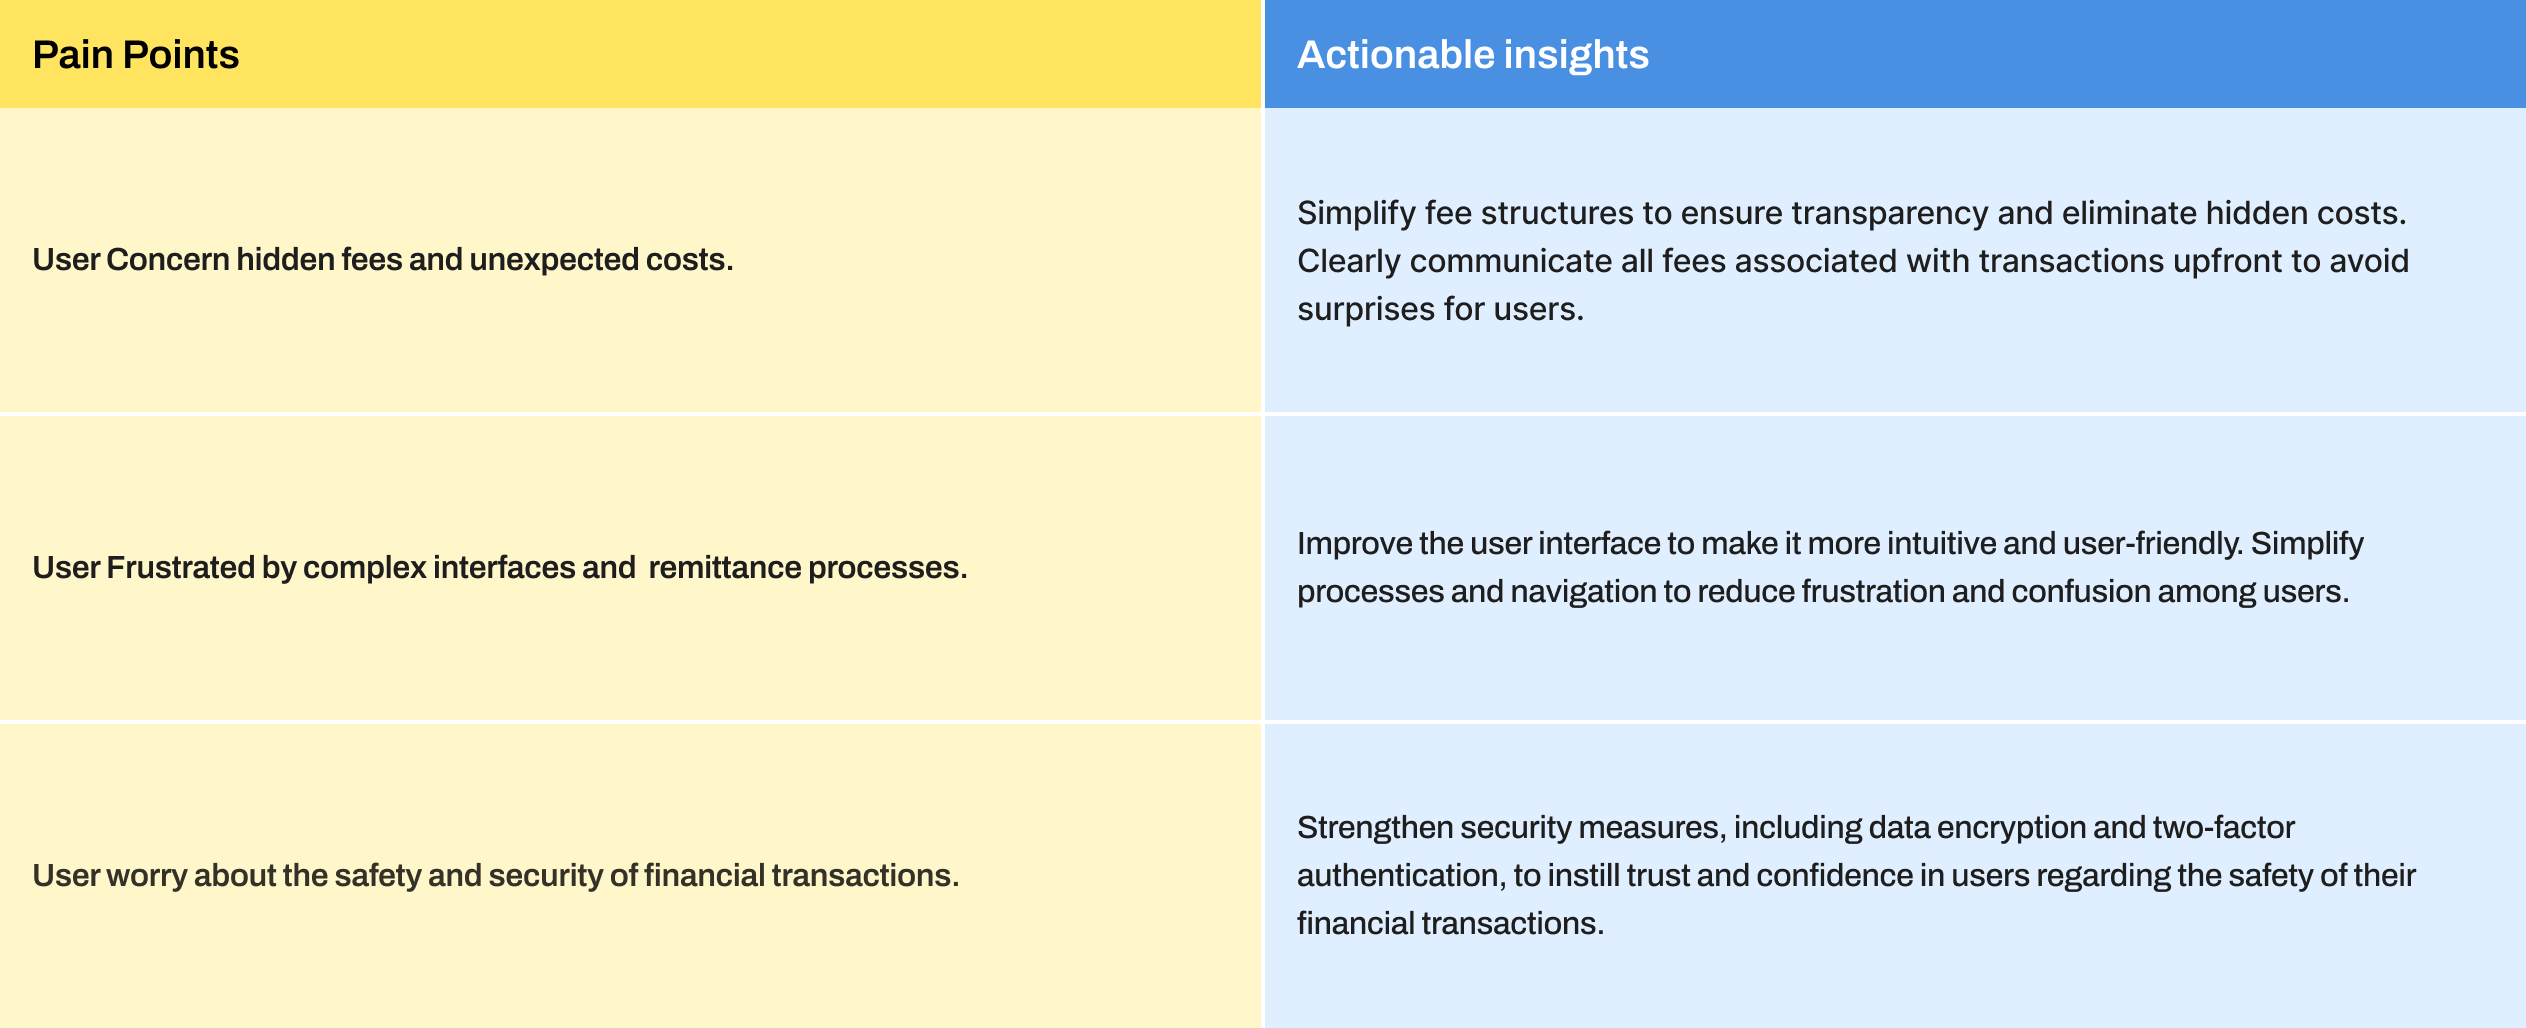 Pain Points
Actionable insights
User Concern hidden fees and unexpected costs.
Simplify fee structures to ensure transparency and eliminate hidden costs.
Clearly communicate all fees associated with transactions upfront to avoid
surprises for users.
User Frustrated by complex interfaces and  remittance processes.
Improve the user interface to make it more intuitive and user-friendly. Simplify
processes and navigation to reduce frustration and confusion among users.
User worry about the safety and security of financial transactions.
Strengthen security measures, including data encryption and two-factor
authentication, to instill trust and confidence in users regarding the safety of their
financial transactions.